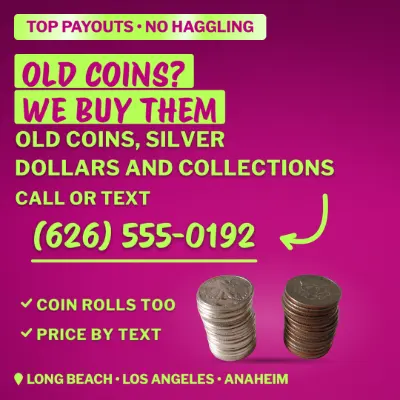 TOP PAYOUTS • NO HAGGLING
OLD COINS?
WE BUY THEM
OLD COINS, SILVER
DOLLARS AND COLLECTIONS
CALL OR TEXT
(626) 555-0192
COIN ROLLS TOO
PRICE BY TEXT
LONG BEACH • LOS ANGELES • ANAHEIM